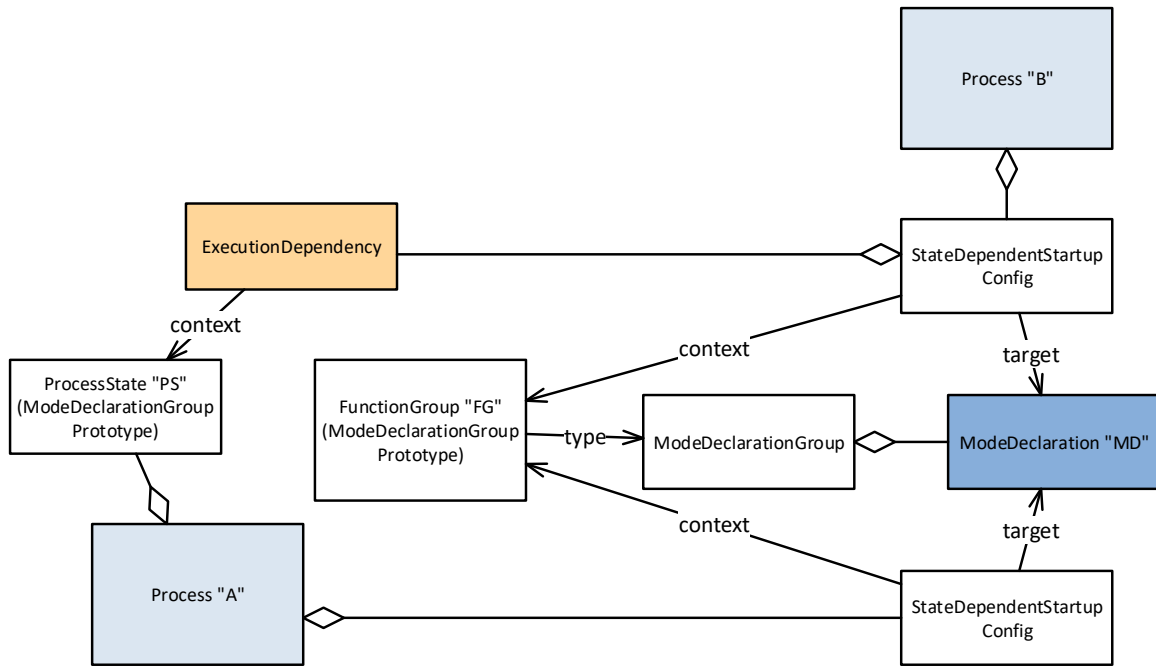 Process "B"
ExecutionDependency
StateDependentStartup
Config
context
context
target
ProcessState "PS"
(ModeDeclarationGroup
Prototype)
FunctionGroup "FG"
(ModeDeclarationGroup
Prototype)
type
ModeDeclarationGroup
ModeDeclaration "MD"
context
target
Process "A"
StateDependentStartup
Config